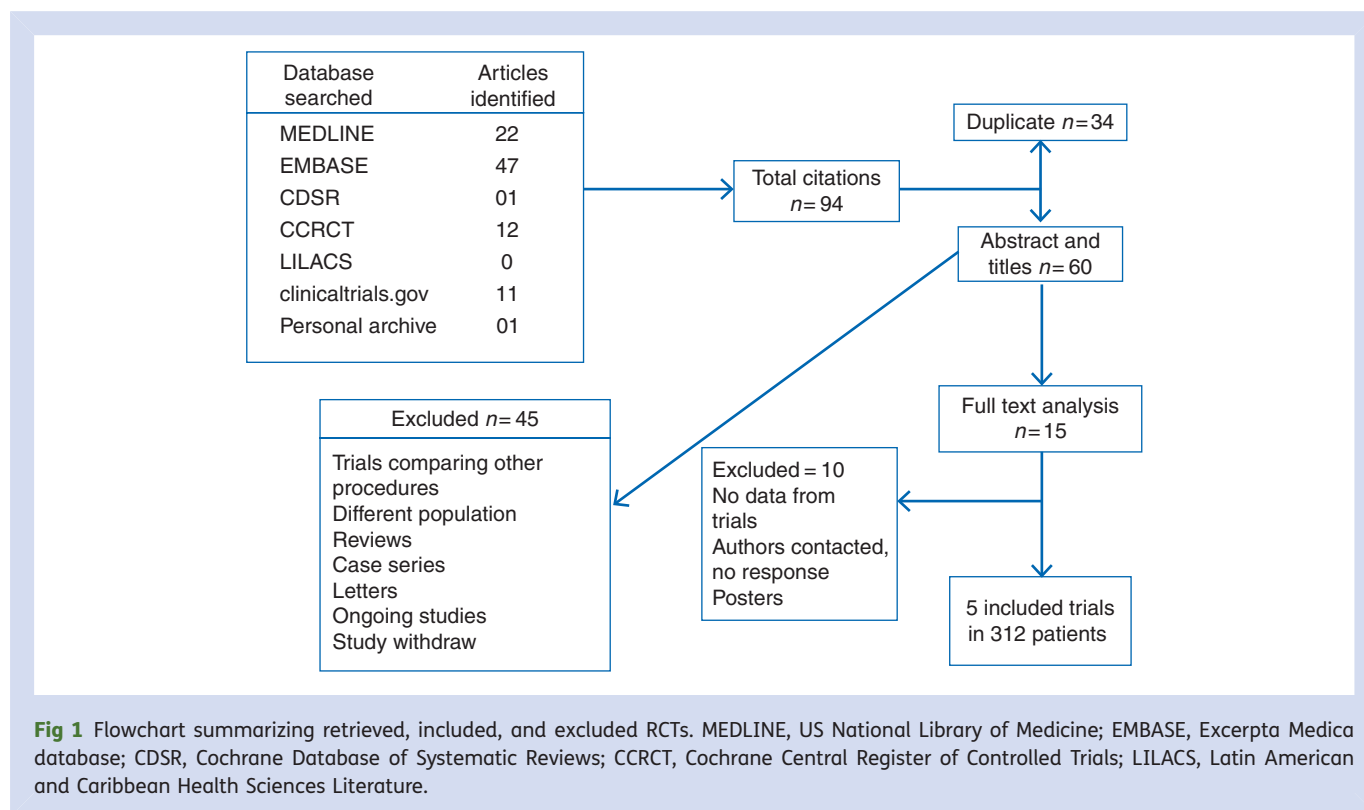 Database searched Articles identified
MEDLINE 22
EMBASE 47
CDSR 01
CCRCT 12
LILACS 0
clinicaltrials.gov 11
Personal archive 01
Total citations
n=94
Duplicate n=34
Abstract and
titles n=60
Excluded n=45
Trials comparing other
procedures
Different population
Reviews
Case series
Letters
Ongoing studies
Study withdraw
Full text analysis
n=15
Excluded = 10
No data from
trials
Authors contacted,
no response
Posters
5 included trials
in 312 patients
Fig 1 Flowchart summarizing retrieved, included, and excluded RCTs. MEDLINE, US National Library of Medicine; EMBASE, Excerpta Medica
database; CDSR, Cochrane Database of Systematic Reviews; CCRCT, Cochrane Central Register of Controlled Trials; LILACS, Latin American
and Caribbean Health Sciences Literature.